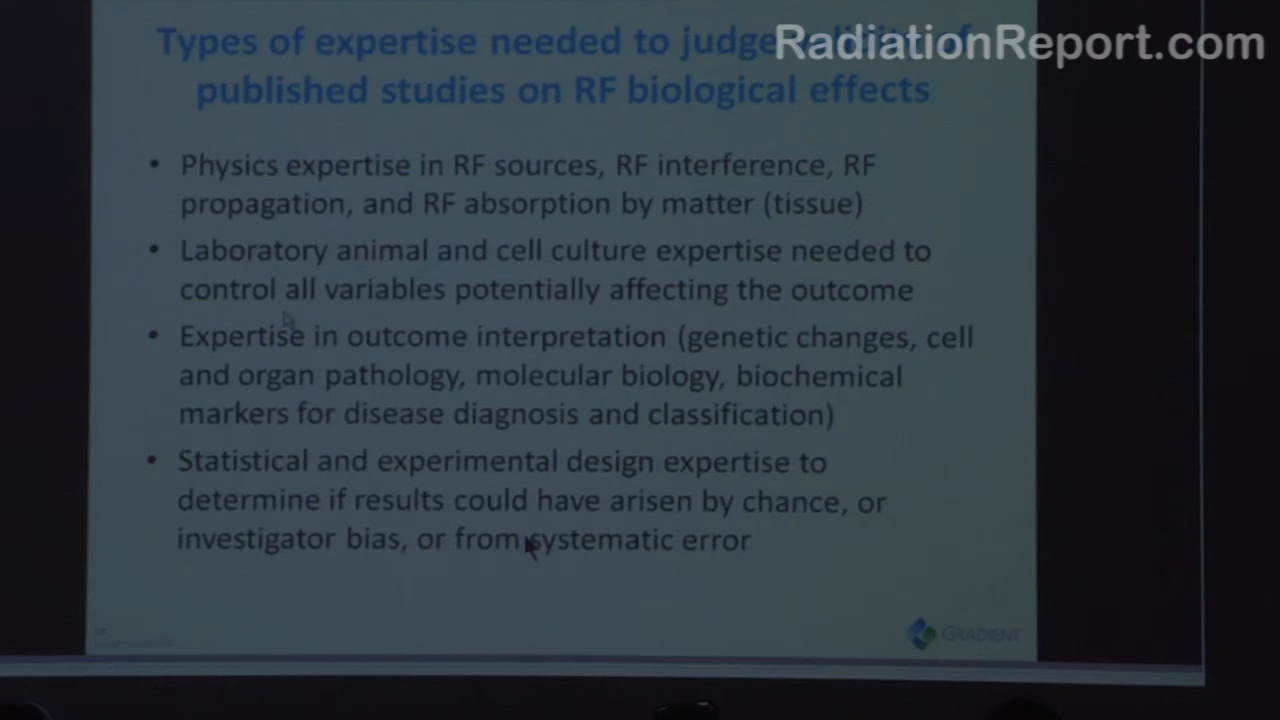 RadiationReport.com
Types of expertise needed to judge of
published studies on RF biological effects
• Physics expertise in RF sources, RF interference, RF
propagation, and RF absorption by matter (tissue)
• Laboratory animal and cell culture expertise needed to
control all variables potentially affecting the outcome
• Expertise in outcome interpretation (genetic changes, cell
and organ pathology, molecular biology, biochemical
markers for disease diagnosis and classification)
• Statistical and experimental design expertise to
determine if results could have arisen by chance, or
investigator bias, or from systematic error
GRADIENT